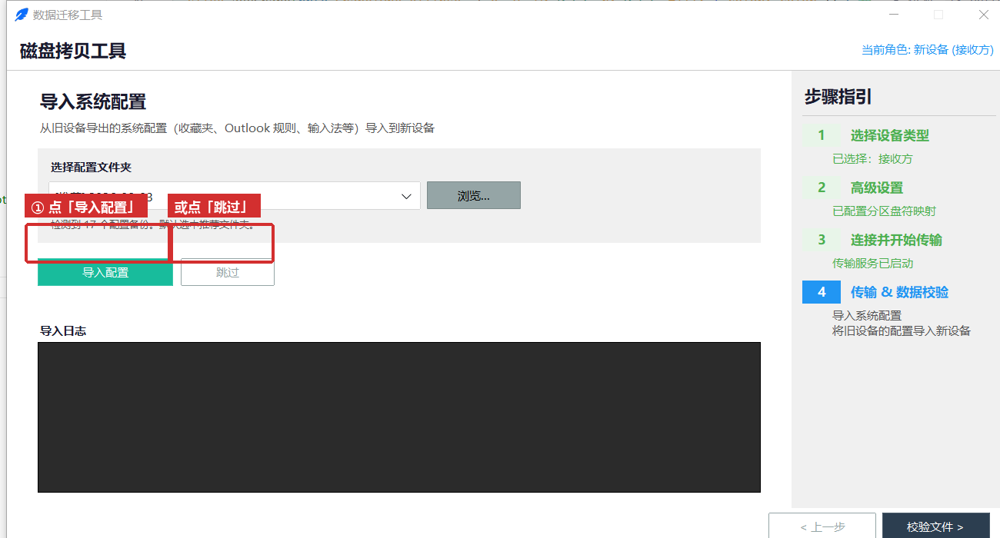 数据迁移工具
磁盘拷贝工具
当前角色: 新设备 (接收方)
导入系统配置
从旧设备导出的系统配置（收藏夹、Outlook 规则、输入法等）导入到新设备
选择配置文件夹
浏览...
① 点「导入配置」
或点「跳过」
检测到 17 个配置备份。默认选中推荐文件夹。
导入配置
跳过
导入日志
步骤指引
1 选择设备类型
已选择：接收方
2 高级设置
已配置分区盘符映射
3 连接并开始传输
传输服务已启动
4 传输 & 数据校验
导入系统配置
将旧设备的配置导入新设备
< 上一步
校验文件 >